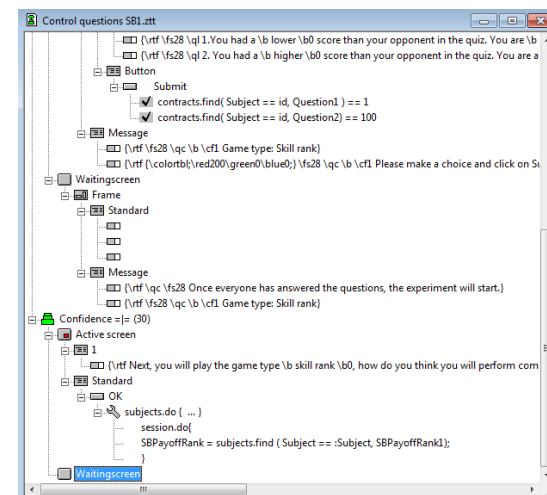 Control questions SB1.ztt
{\rtf \fs28 \ql 1.You had a \b lower \b0 score than your opponent in the quiz. You are \b
{\rtf \fs28 \ql 2. You had a \b higher \b0 score than your opponent in the quiz. You are a
Button
Submit
contracts.find( Subject == id, Question1 ) == 1
contracts.find( Subject == id, Question2) == 100
Message
{\rtf \fs28 \qc \b \cf1 Game type: Skill rank}
{\rtf {\colortbl;\red200\green0\blue0;} \fs28 \qc \b \cf1 Please make a choice and click on Su
Waitingscreen
Frame
Standard
Message
{\rtf \qc \fs28 Once everyone has answered the questions, the experiment will start.}
{\rtf \fs28 \qc \b \cf1 Game type: Skill rank}
Confidence =|= (30)
Active screen
1
{\rtf Next, you will play the game type \b skill rank \b0, how do you think you will perform com
Standard
OK
subjects.do { ... }
session.do{
SBPayoffRank = subjects.find ( Subject == :Subject, SBPayoffRank1);
}
Waitingscreen